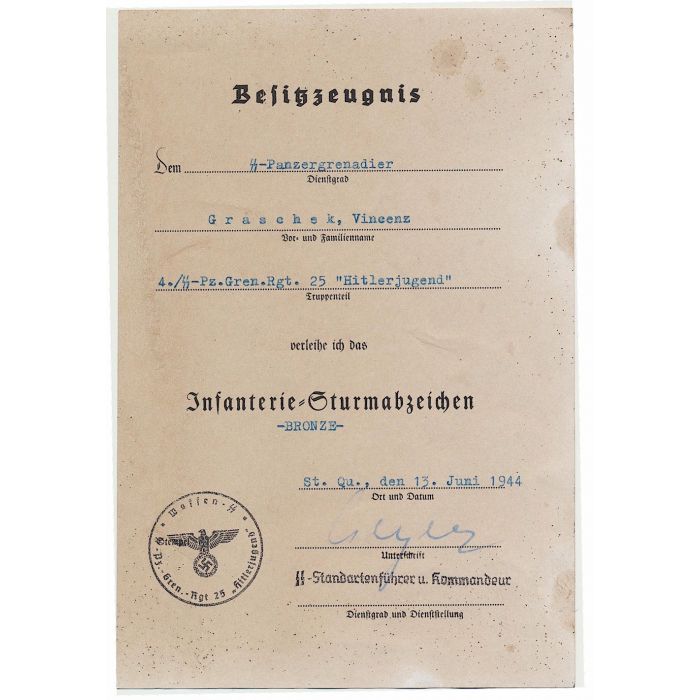 Besitzzeugnis
Dem ᛋᛋ-Panzergrenadier
Dienstgrad
Graschek, Vincenz
Vor- und Familienname
4./ᛋᛋ-Pz.Gren.Rgt. 25 "Hitlerjugend"
Truppenteil
verleihe ich das
Infanterie-Sturmabzeichen
-BRONZE-
St. Qu., den 13. Juni 1944
Ort und Datum
Waffen-ᛋᛋ
Stempel
ᛋᛋ-Pz.-Gren.-Rgt 25 „Hitlerjugend"
Unterschrift
ᛋᛋ-Standartenführer u. Kommandeur
Dienstgrad und Dienststellung